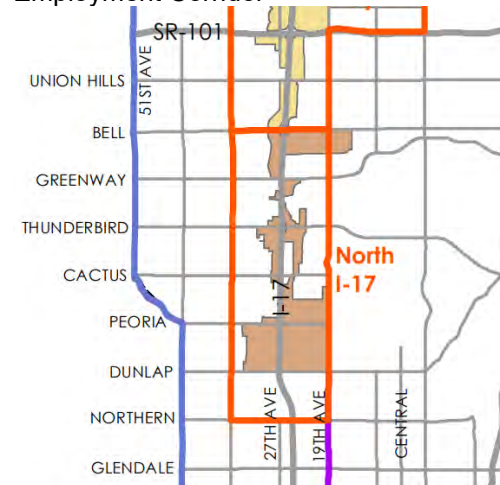 Employment Corridor
SR-101
51ST AVE
UNION HILLS
BELL
GREENWAY
THUNDERBIRD
North
I-17
CACTUS
I-17
PEORIA
DUNLAP
27TH AVE
19TH AVE
CENTRAL
NORTHERN
GLENDALE